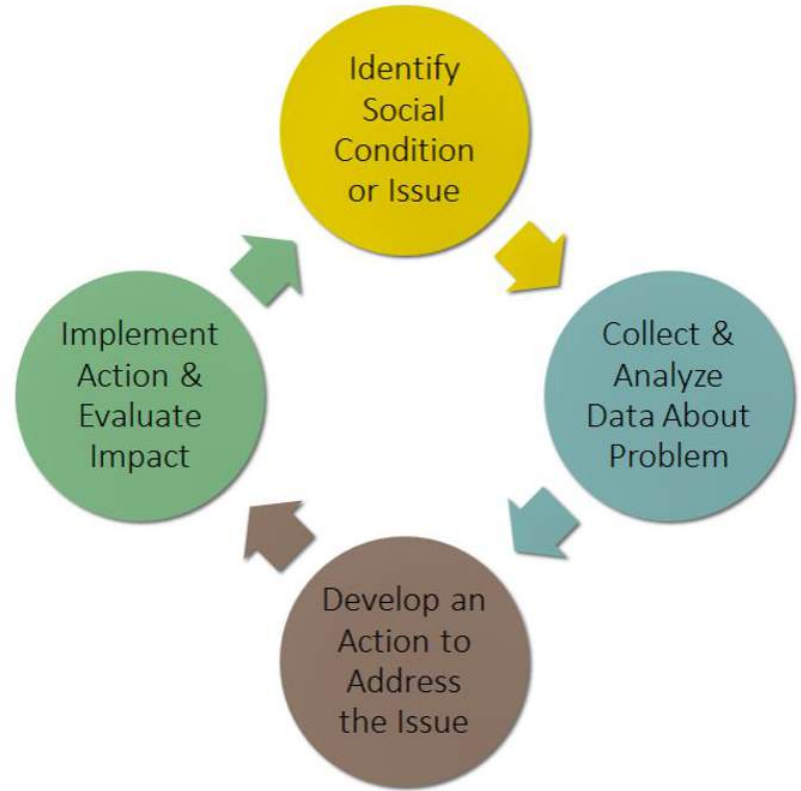 Identify
Social
Condition
or Issue
Collect &
Analyze
Data About
Problem
Develop an
Action to
Address
the Issue
Implement
Action &
Evaluate
Impact